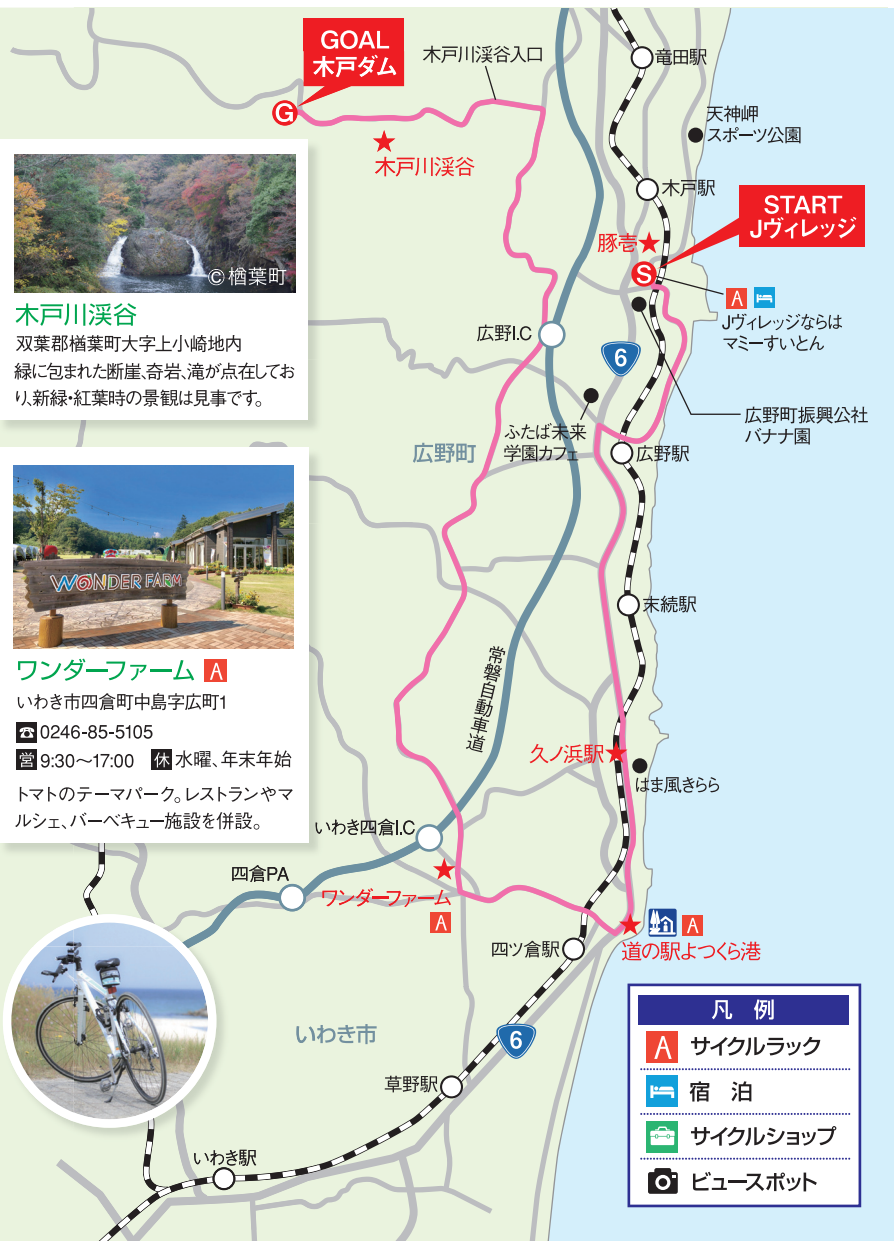 GOAL
木戸ダム
木戸川渓谷入口
竜田駅
G
天神岬
スポーツ公園
木戸川渓谷
木戸駅
START
Jヴィレッジ
豚壱
S
A
Jヴィレッジならは
マミーすいとん
©楢葉町
木戸川渓谷
双葉郡楢葉町大字上小崎地内
緑に包まれた断崖、奇岩、滝が点在してお
り、新緑・紅葉時の景観は見事です。
広野I.C
6
広野町振興公社
バナナ園
ふたば未来
学園カフェ
広野町
広野駅
WONDER FARM
末続駅
ワンダーファーム A
いわき市四倉町中島字広町1
☎0246-85-5105
営 9:30〜17:00 休 水曜、年末年始
トマトのテーマパーク。レストランやマ
ルシェ、バーベキュー施設を併設。
常磐自動車道
久ノ浜駅
はま風きらら
いわき四倉I.C
四倉PA
ワンダーファーム
A
四ツ倉駅
A
道の駅よつくら港
いわき市
6
草野駅
いわき駅
凡 例
A サイクルラック
宿 泊
サイクルショップ
ビュースポット